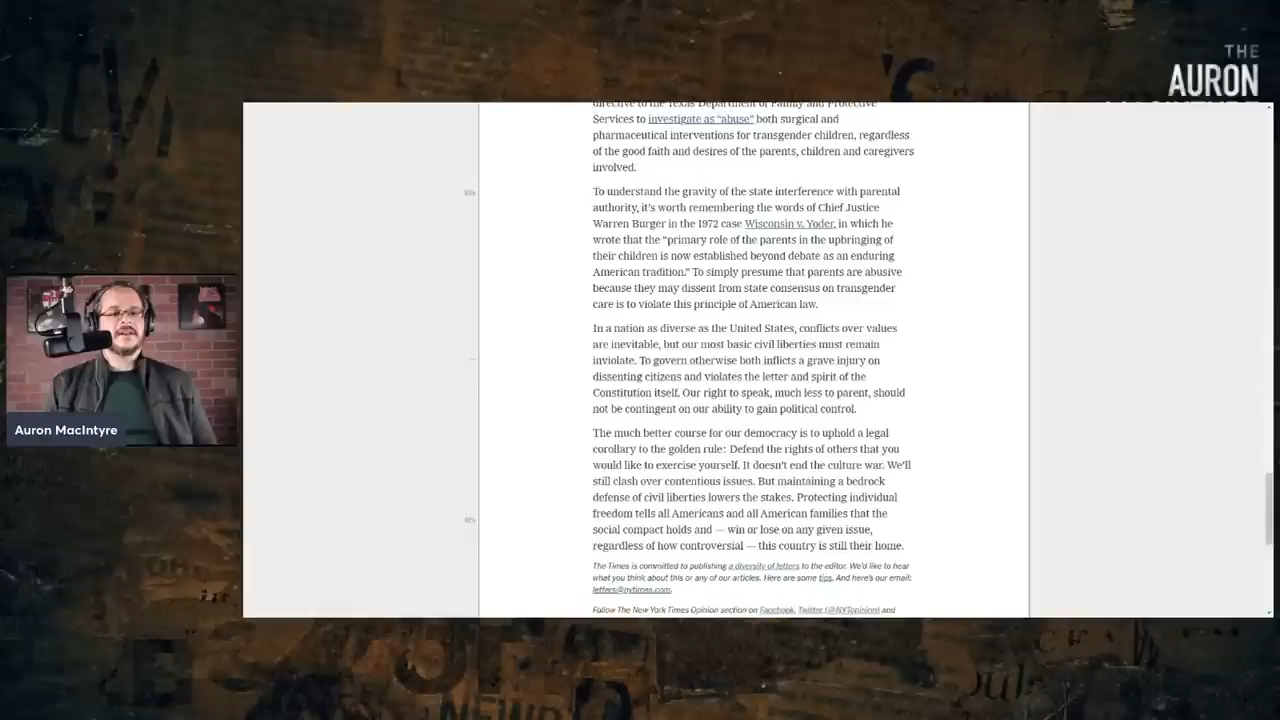 THE
AURON
directive to the Texas Department of Family and Protective
Services to investigate as “abuse” both surgical and
pharmaceutical interventions for transgender children, regardless
of the good faith and desires of the parents, children and caregivers
involved.
To understand the gravity of the state interference with parental
authority, it’s worth remembering the words of Chief Justice
Warren Burger in the 1972 case Wisconsin v. Yoder, in which he
wrote that the “primary role of the parents in the upbringing of
their children is now established beyond debate as an enduring
American tradition.” To simply presume that parents are abusive
because they may dissent from state consensus on transgender
care is to violate this principle of American law.
In a nation as diverse as the United States, conflicts over values
are inevitable, but our most basic civil liberties must remain
inviolate. To govern otherwise both inflicts a grave injury on
dissenting citizens and violates the letter and spirit of the
Constitution itself. Our right to speak, much less to parent, should
not be contingent on our ability to gain political control.
The much better course for our democracy is to uphold a legal
corollary to the golden rule: Defend the rights of others that you
would like to exercise yourself. It doesn’t end the culture war. We’ll
still clash over contentious issues. But maintaining a bedrock
defense of civil liberties lowers the stakes. Protecting individual
freedom tells all Americans and all American families that the
social compact holds and — win or lose on any given issue,
regardless of how controversial — this country is still their home.
The Times is committed to publishing a diversity of letters to the editor. We’d like to hear
what you think about this or any of our articles. Here are some tips. And here’s our email:
letters@nytimes.com.
Follow The New York Times Opinion section on Facebook, Twitter (@NYTopinion) and
Auron MacIntyre